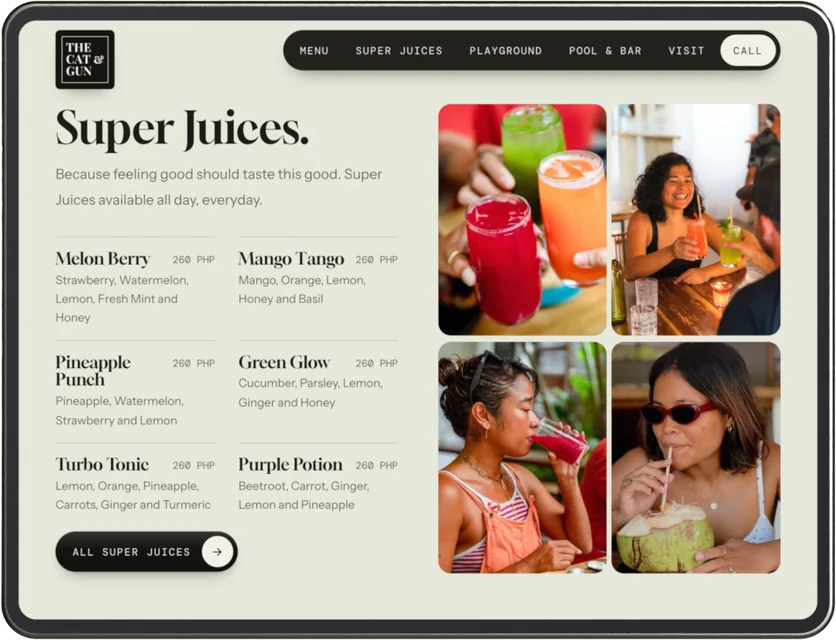 THE
CAT &
GUN
MENU SUPER JUICES PLAYGROUND POOL & BAR VISIT CALL
Super Juices.
Because feeling good should taste this good. Super
Juices available all day, everyday.
Melon Berry 260 PHP
Strawberry, Watermelon,
Lemon, Fresh Mint and
Honey
Mango Tango 260 PHP
Mango, Orange, Lemon,
Honey and Basil
Pineapple
Punch 260 PHP
Pineapple, Watermelon,
Strawberry and Lemon
Green Glow 260 PHP
Cucumber, Parsley, Lemon,
Ginger and Honey
Turbo Tonic 260 PHP
Lemon, Orange, Pineapple,
Carrots, Ginger and Turmeric
Purple Potion 260 PHP
Beetroot, Carrot, Ginger,
Lemon and Pineapple
ALL SUPER JUICES →